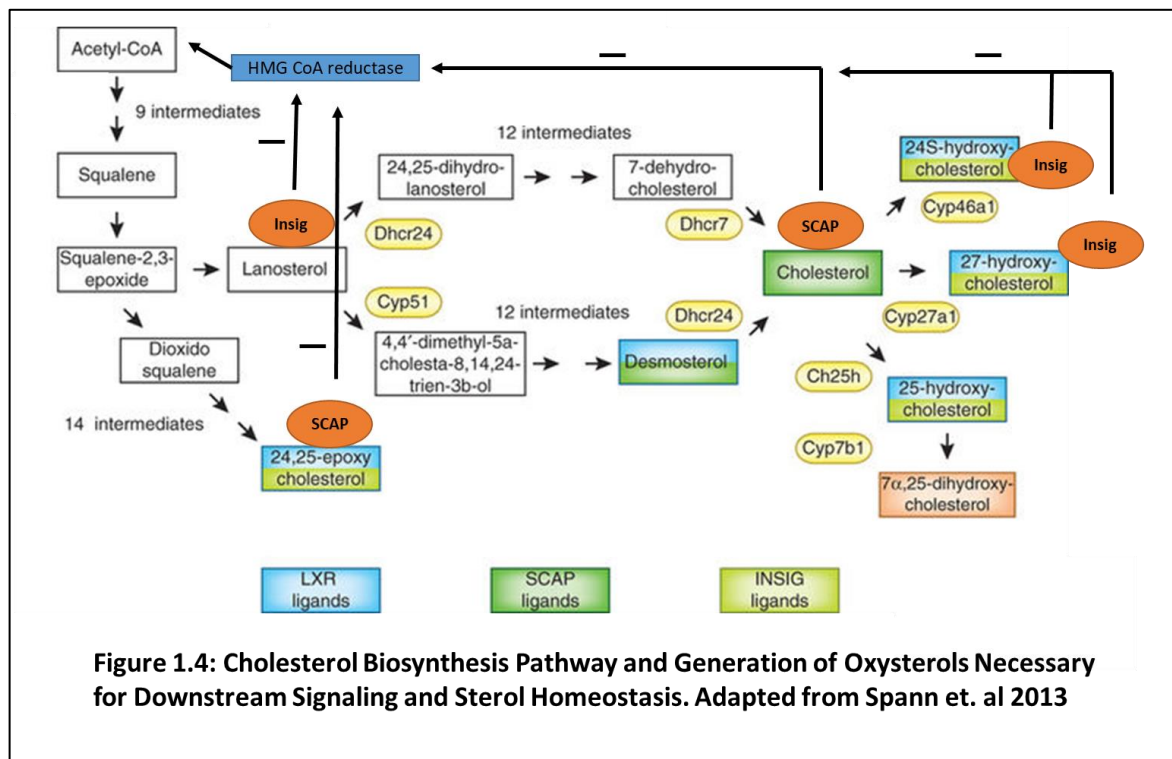 Acetyl-CoA
HMG CoA reductase
9 intermediates
12 intermediates
Squalene
24,25-dihydro-
lanosterol
7-dehydro-
cholesterol
24S-hydroxy-
cholesterol
Insig
Cyp46a1
Insig
Dhcr24
Dhcr7
SCAP
Insig
Squalene-2,3-
epoxide
Lanosterol
Cholesterol
27-hydroxy-
cholesterol
Cyp51
12 intermediates
Dhcr24
Cyp27a1
Dioxido
squalene
4,4′-dimethyl-5a-
cholesta-8,14,24-
trien-3b-ol
Desmosterol
Ch25h
25-hydroxy-
cholesterol
14 intermediates
SCAP
Cyp7b1
24,25-epoxy
cholesterol
7α,25-dihydroxy-
cholesterol
LXR
ligands
SCAP
ligands
INSIG
ligands
Figure 1.4: Cholesterol Biosynthesis Pathway and Generation of Oxysterols Necessary
for Downstream Signaling and Sterol Homeostasis. Adapted from Spann et. al 2013